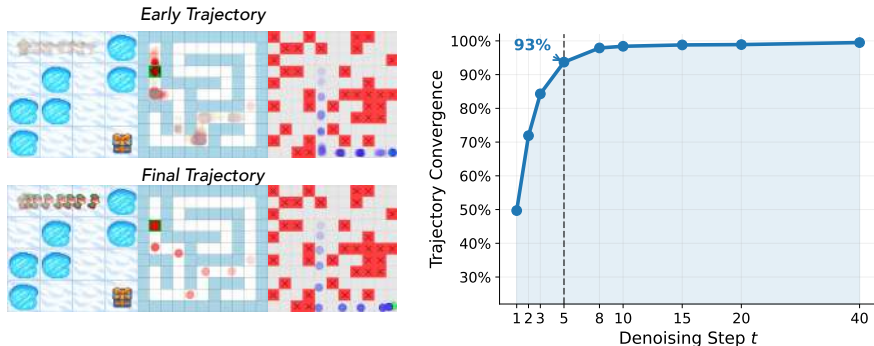 Early Trajectory
Final Trajectory
93%
100%
90%
80%
70%
60%
50%
40%
30%
Trajectory Convergence
1 2 3 5 8 10 15 20 40
Denoising Step t